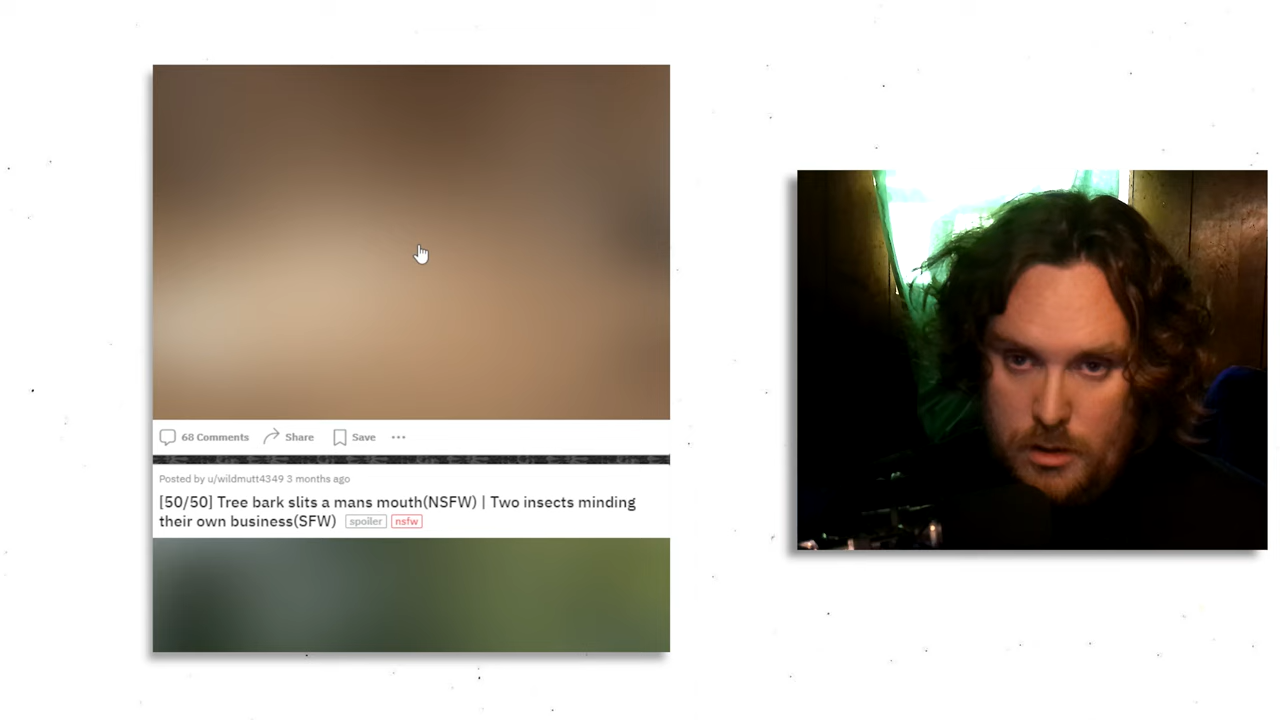 68 Comments Share Save
Posted by u/wildmutt4349 3 months ago
[50/50] Tree bark slits a mans mouth(NSFW) | Two insects minding
their own business(SFW) spoiler nsfw